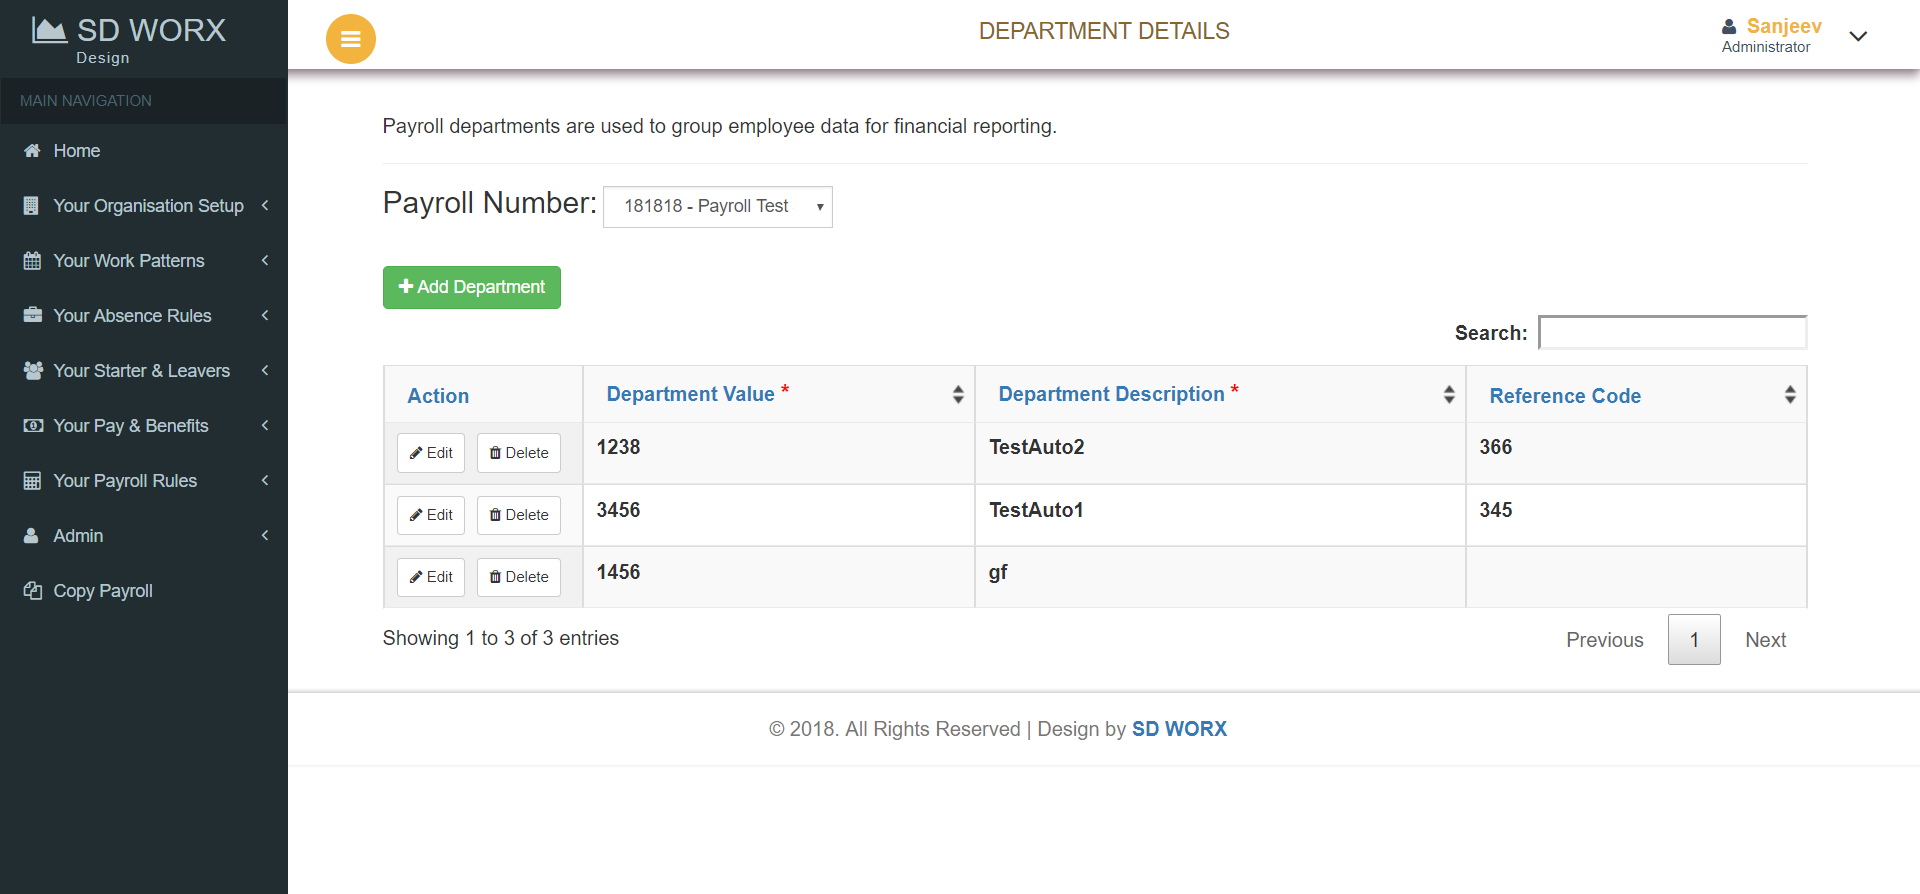 SD WORX
Design
MAIN NAVIGATION
Home
Your Organisation Setup
Your Work Patterns
Your Absence Rules
Your Starter & Leavers
Your Pay & Benefits
Your Payroll Rules
Admin
Copy Payroll
DEPARTMENT DETAILS
Sanjeev
Administrator
Payroll departments are used to group employee data for financial reporting.
Payroll Number: 181818 - Payroll Test
Add Department
Search:
Action Department Value * Department Description * Reference Code
Edit Delete 1238 TestAuto2 366
Edit Delete 3456 TestAuto1 345
Edit Delete 1456 gf
Showing 1 to 3 of 3 entries
Previous 1 Next
© 2018. All Rights Reserved | Design by SD WORX